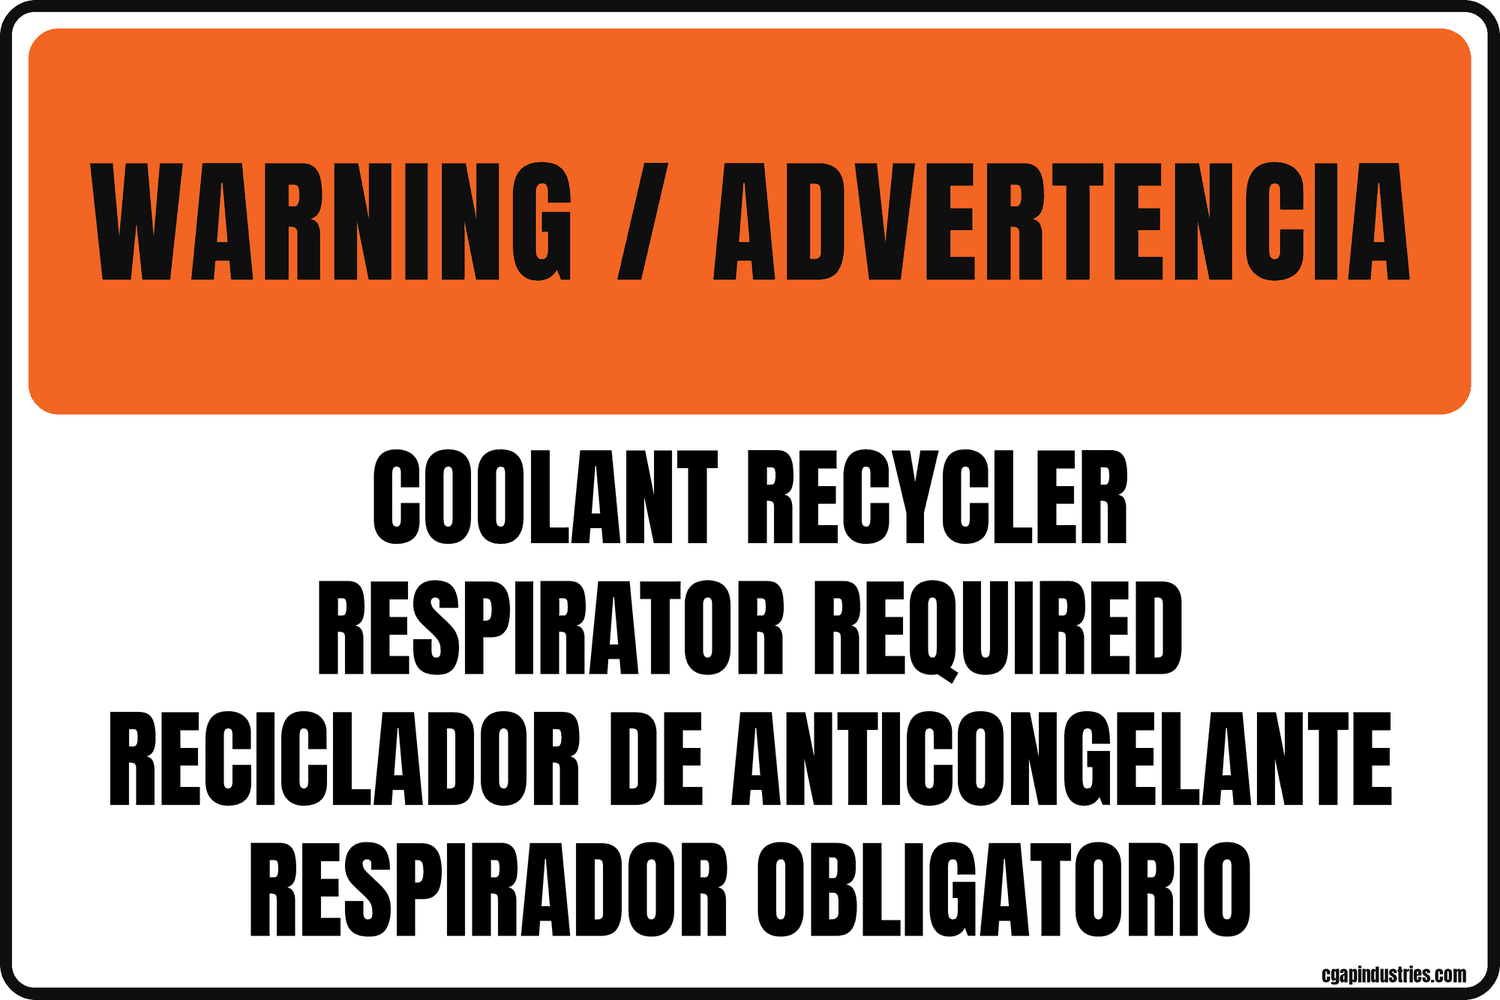 WARNING / ADVERTENCIA
COOLANT RECYCLER
RESPIRATOR REQUIRED
RECICLADOR DE ANTICONGELANTE
RESPIRADOR OBLIGATORIO
cgapindustries.com